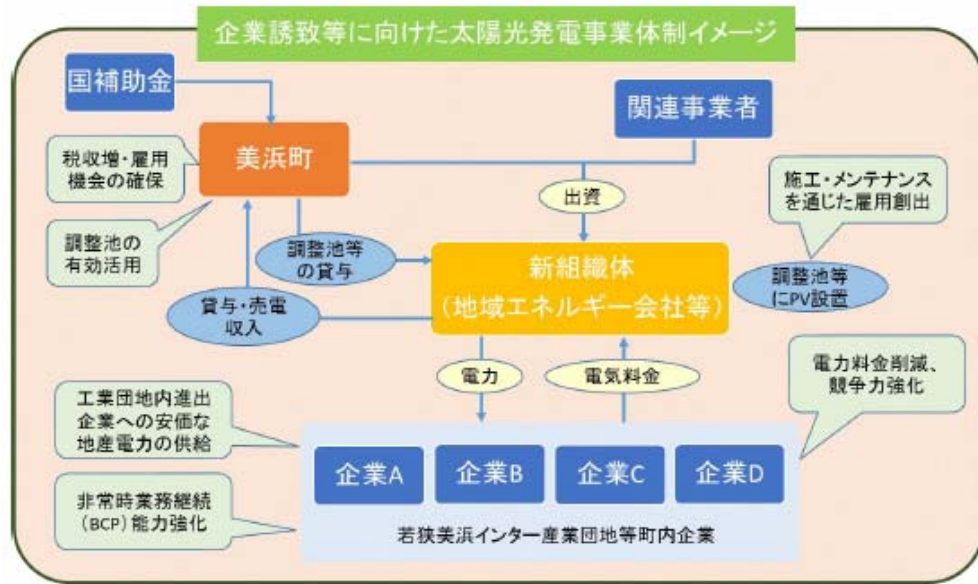 企業誘致等に向けた太陽光発電事業体制イメージ
国補助金
関連事業者
美浜町
税収増・雇用
機会の確保
調整池の
有効活用
出資
施工・メンテナンス
を通じた雇用創出
調整池等
の貸与
新組織体
(地域エネルギー会社等)
調整池等
にPV設置
貸与・売電
収入
電力
電気料金
電力料金削減、
競争力強化
工業団地内進出
企業への安価な
地産電力の供給
企業A
企業B
企業C
企業D
非常時業務継続
(BCP)能力強化
若狭美浜インター産業団地等町内企業